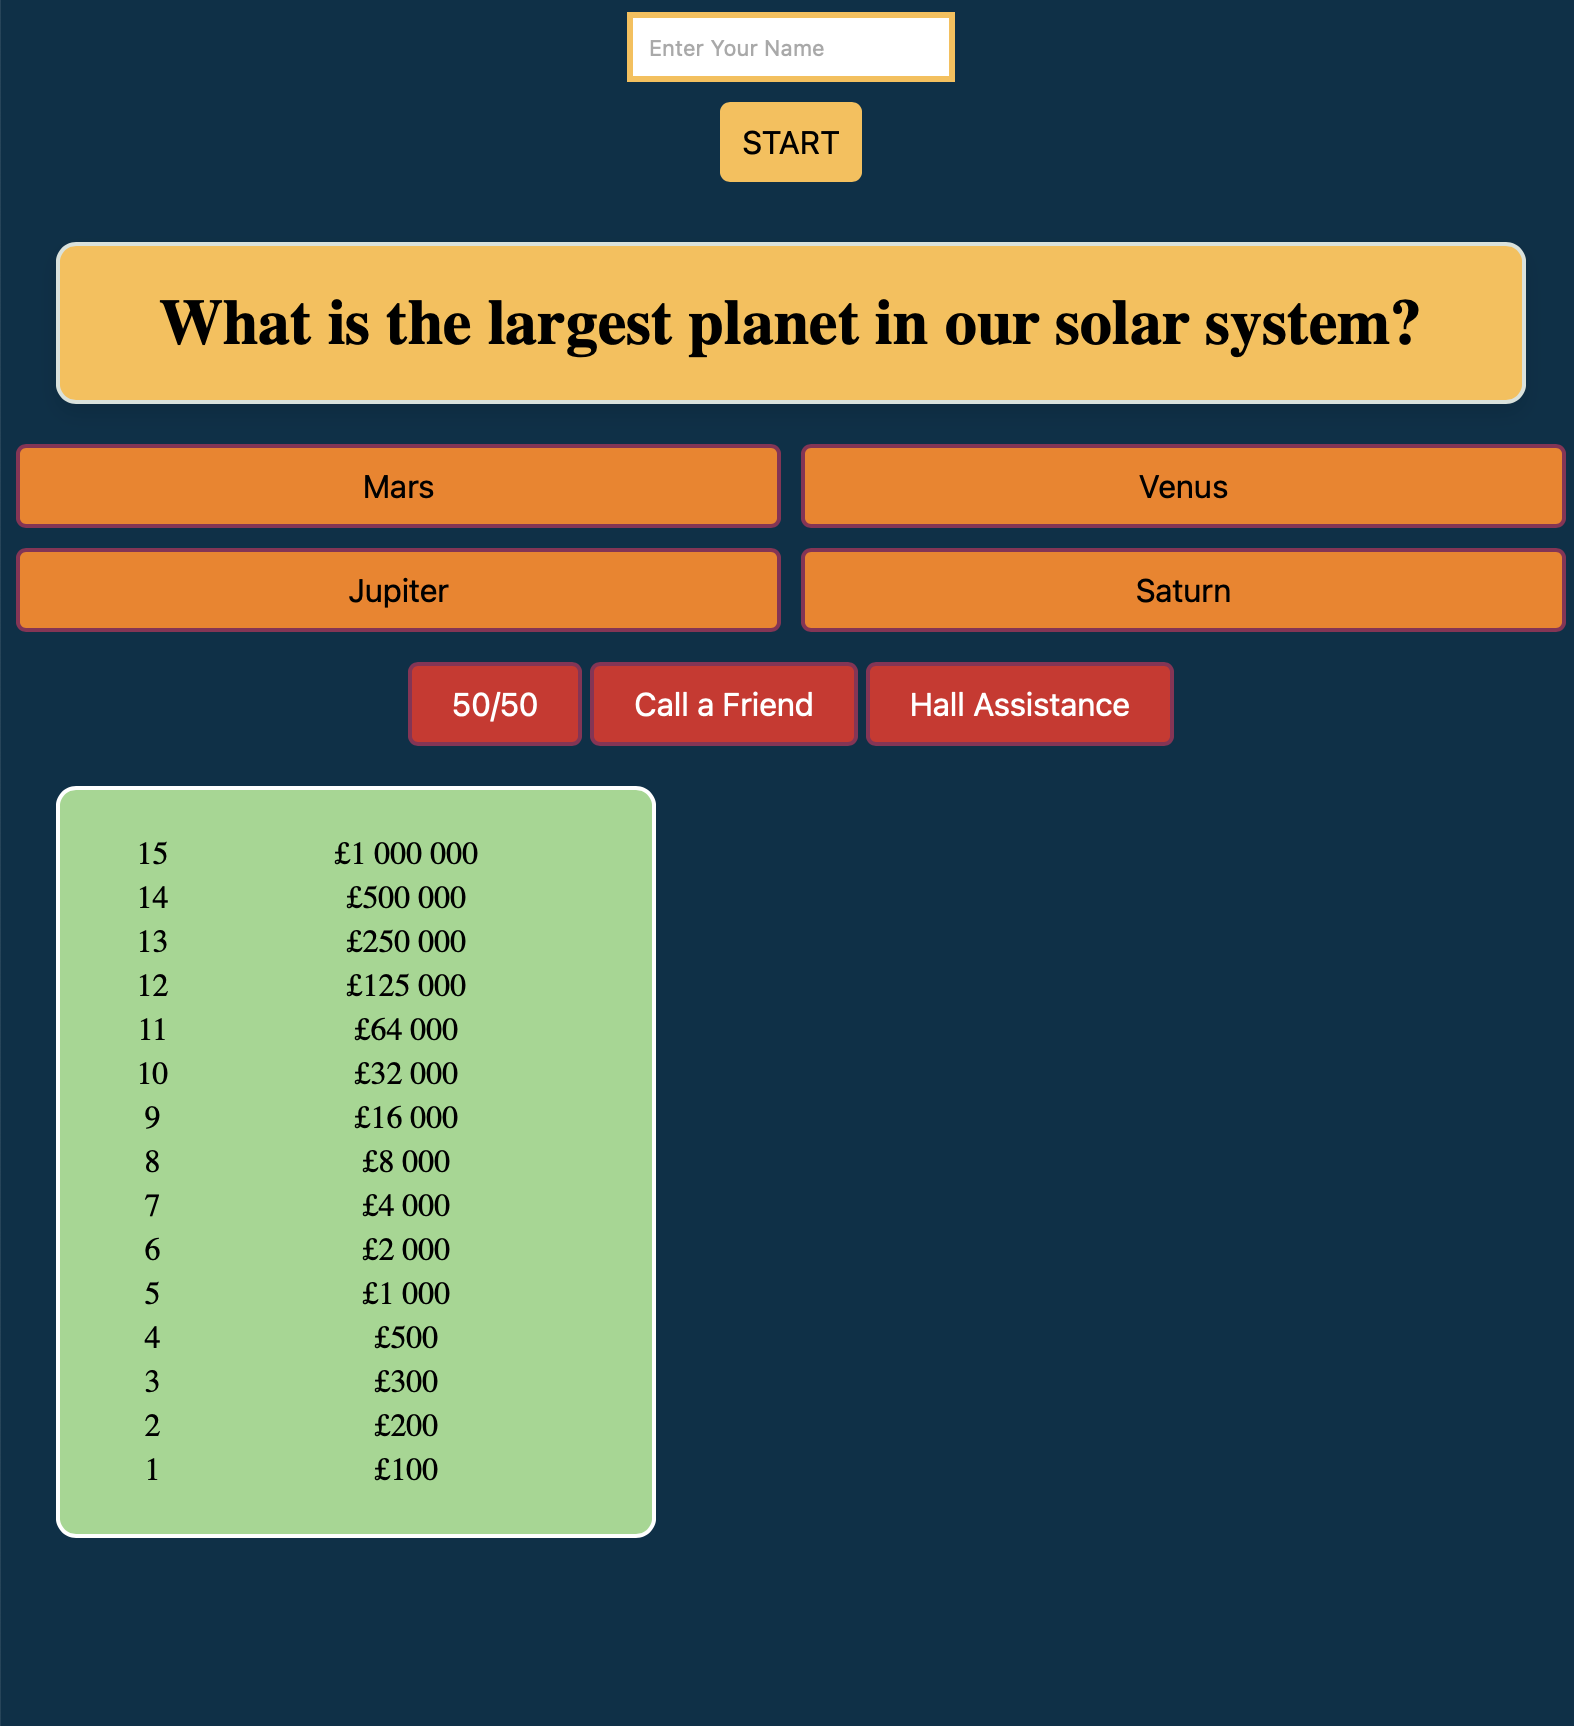 Enter Your Name
START
What is the largest planet in our solar system?
Mars
Venus
Jupiter
Saturn
50/50
Call a Friend
Hall Assistance
15 £1 000 000
14 £500 000
13 £250 000
12 £125 000
11 £64 000
10 £32 000
9 £16 000
8 £8 000
7 £4 000
6 £2 000
5 £1 000
4 £500
3 £300
2 £200
1 £100